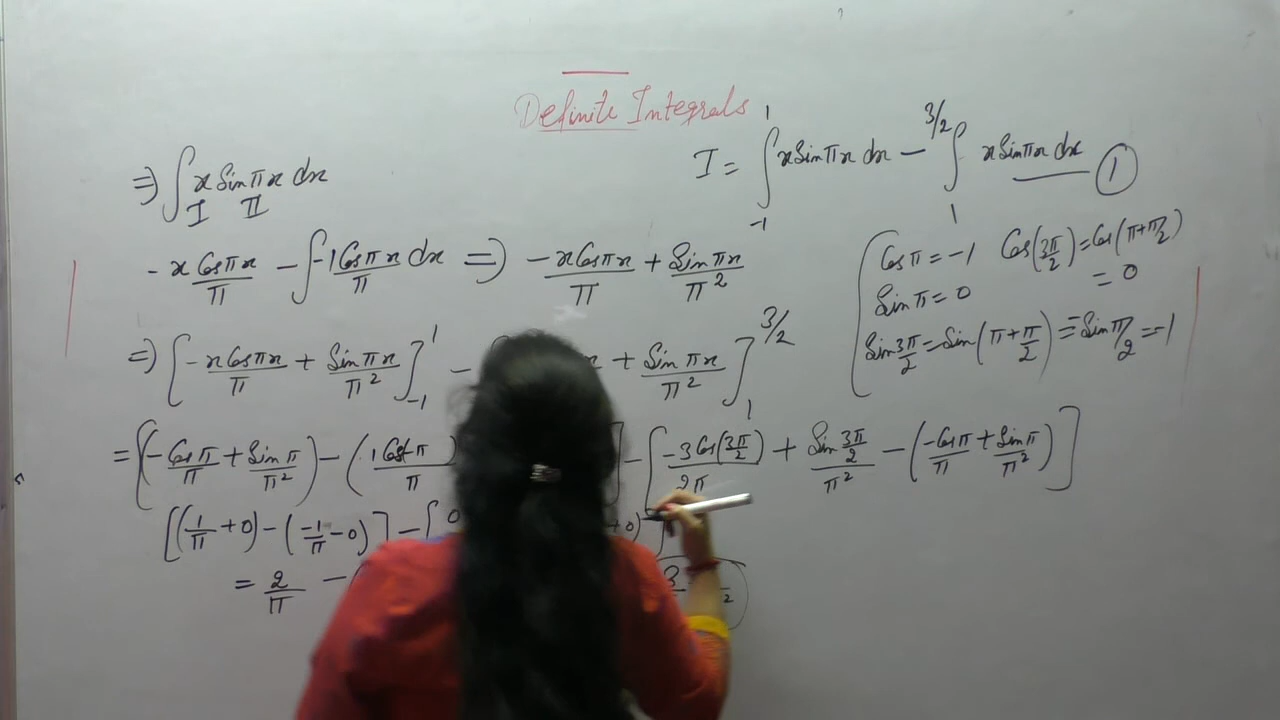 Definite Integrals
I = ∫_{-1}^{1} x Sin πx dx − ∫_{1}^{3/2} x Sin πx dx ①
⇒) ∫ x Sin πx dx
I II
- x Cos πx / π − ∫ -1 Cos πx / π dx ⇒) -x Cos πx / π + Sin πx / π²
Cos π = -1 Cos(3π/2) = Cos(π + π/2)
Sin π = 0 = 0
Sin 3π/2 = Sin(π + π/2) = -Sin π/2 = -1
⇒) [-x Cos πx / π + Sin πx / π²]_{-1}^{1} − + Sin πx / π²]_{1}^{3/2}
= [(-Cos π / π + Sin π / π²) − (1 Cos -π / π ] − [-3 Cos(3π/2) / 2π + Sin 3π/2 / π² − (-Cos π / π + Sin π / π²)]
[(1/π + 0) − (-1/π - 0)] − [0 + 0)]
= 2/π − 3